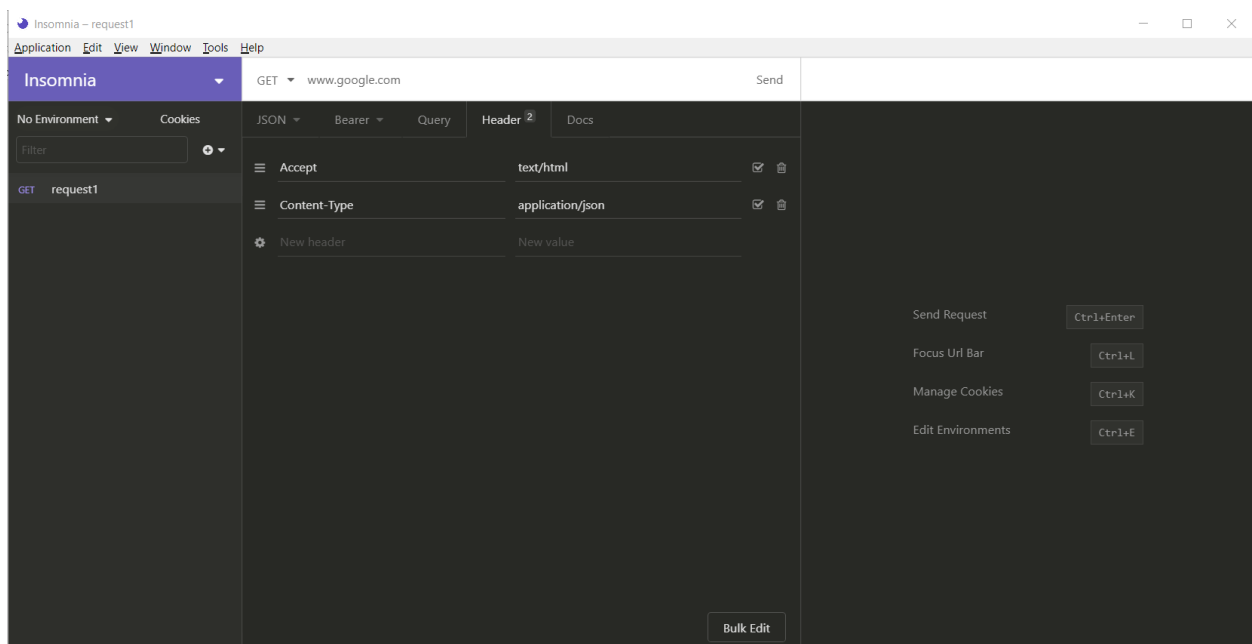 Insomnia – request1
Application Edit View Window Tools Help
Insomnia
GET www.google.com Send
No Environment Cookies
JSON Bearer Query Header 2 Docs
Filter
Accept text/html
GET request1
Content-Type application/json
New header New value
Send Request Ctrl+Enter
Focus Url Bar Ctrl+L
Manage Cookies Ctrl+K
Edit Environments Ctrl+E
Bulk Edit